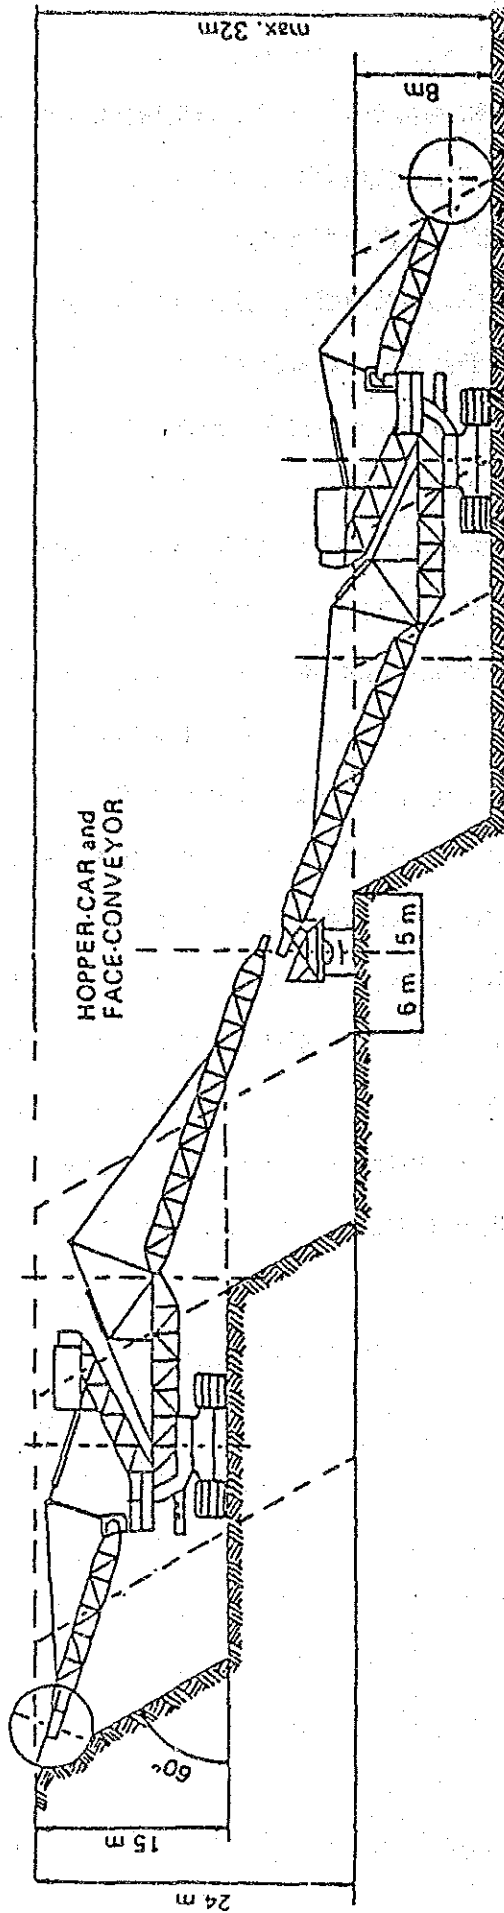 max. 32m
8m
HOPPER-CAR and
FACE-CONVEYOR
6 m
5 m
60°
15 m
24 m